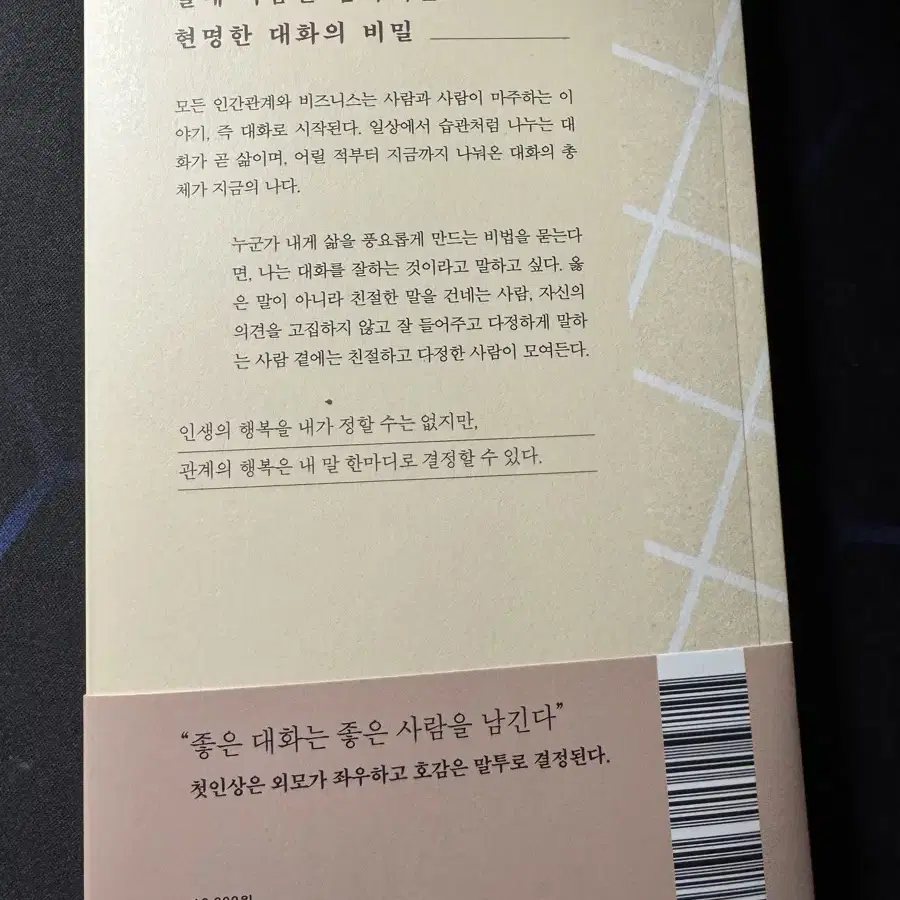 현명한 대화의 비밀
모든 인간관계와 비즈니스는 사람과 사람이 마주하는 이
야기, 즉 대화로 시작된다. 일상에서 습관처럼 나누는 대
화가 곧 삶이며, 어릴 적부터 지금까지 나눠온 대화의 총
체가 지금의 나다.
누군가 내게 삶을 풍요롭게 만드는 비법을 묻는다
면, 나는 대화를 잘하는 것이라고 말하고 싶다. 옳
은 말이 아니라 친절한 말을 건네는 사람, 자신의
의견을 고집하지 않고 잘 들어주고 다정하게 말하
는 사람 곁에는 친절하고 다정한 사람이 모여든다.
인생의 행복을 내가 정할 수는 없지만,
관계의 행복은 내 말 한마디로 결정할 수 있다.
“좋은 대화는 좋은 사람을 남긴다”
첫인상은 외모가 좌우하고 호감은 말투로 결정된다.